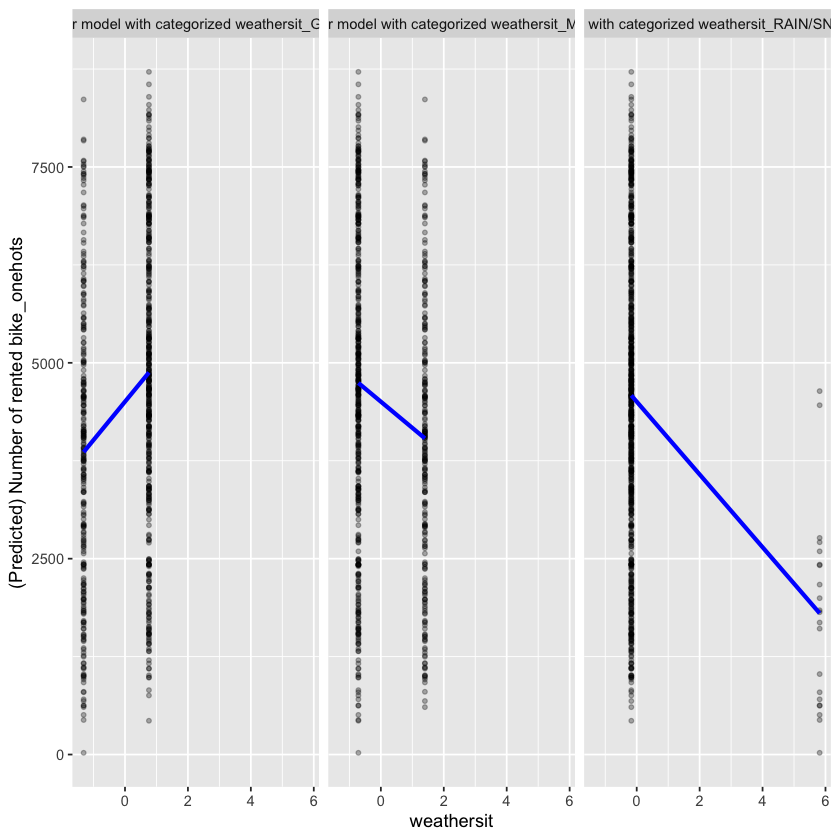 r model with categorized weathersit_G
r model with categorized weathersit_M
with categorized weathersit_RAIN/SN
(Predicted) Number of rented bike_onehots
7500
5000
2500
0
0 2 4 6
0 2 4 6
0 2 4 6
weathersit